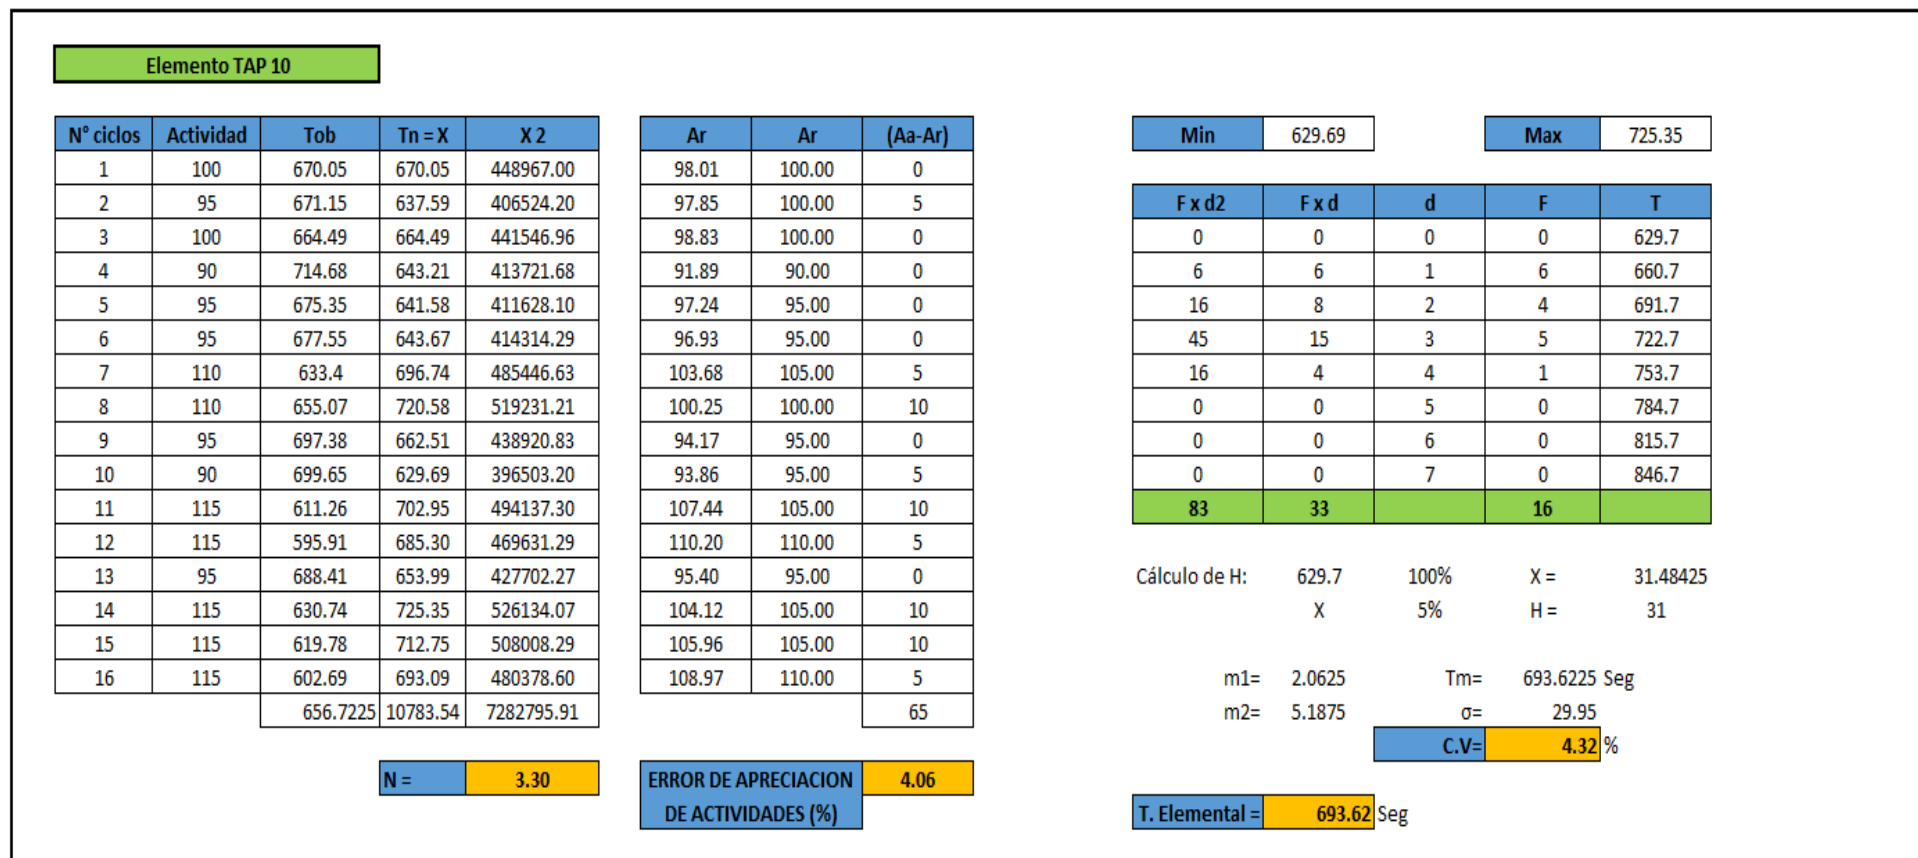 Elemento TAP 10
N° ciclos Actividad Tob Tn = X X 2 Ar Ar (Aa-Ar) Min 629.69 Max 725.35
1 100 670.05 670.05 448967.00 98.01 100.00 0
2 95 671.15 637.59 406524.20 97.85 100.00 5 F x d2 F x d d F T
3 100 664.49 664.49 441546.96 98.83 100.00 0 0 0 0 0 629.7
4 90 714.68 643.21 413721.68 91.89 90.00 0 6 6 1 6 660.7
5 95 675.35 641.58 411628.10 97.24 95.00 0 16 8 2 4 691.7
6 95 677.55 643.67 414314.29 96.93 95.00 0 45 15 3 5 722.7
7 110 633.4 696.74 485446.63 103.68 105.00 5 16 4 4 1 753.7
8 110 655.07 720.58 519231.21 100.25 100.00 10 0 0 5 0 784.7
9 95 697.38 662.51 438920.83 94.17 95.00 0 0 0 6 0 815.7
10 90 699.65 629.69 396503.20 93.86 95.00 5 0 0 7 0 846.7
11 115 611.26 702.95 494137.30 107.44 105.00 10 83 33 16
12 115 595.91 685.30 469631.29 110.20 110.00 5
13 95 688.41 653.99 427702.27 95.40 95.00 0 Cálculo de H: 629.7 100% X = 31.48425
14 115 630.74 725.35 526134.07 104.12 105.00 10 X 5% H = 31
15 115 619.78 712.75 508008.29 105.96 105.00 10
16 115 602.69 693.09 480378.60 108.97 110.00 5 m1= 2.0625 Tm= 693.6225 Seg
656.7225 10783.54 7282795.91 65 m2= 5.1875 σ= 29.95
C.V= 4.32 %
N = 3.30 ERROR DE APRECIACION 4.06
DE ACTIVIDADES (%) T. Elemental = 693.62 Seg